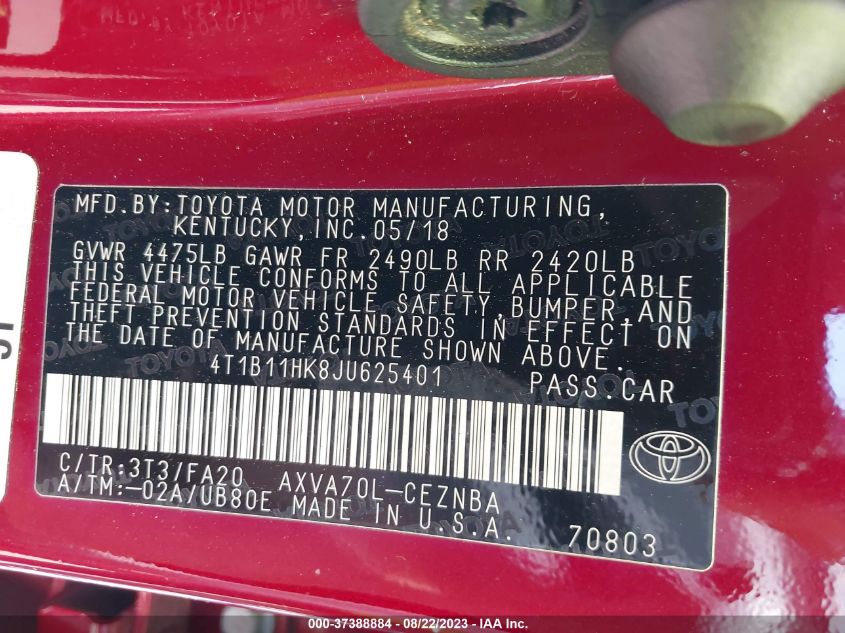 MFD. BY: TOYOTA MOTOR MANUFACTURING,
KENTUCKY, INC. 05/18
GVWR 4475LB GAWR FR 2490LB RR 2420LB
THIS VEHICLE CONFORMS TO ALL APPLICABLE
FEDERAL MOTOR VEHICLE SAFETY, BUMPER, AND
THEFT PREVENTION STANDARDS IN EFFECT ON
THE DATE OF MANUFACTURE SHOWN ABOVE.
4T1B11HK8JU625401 PASS. CAR
C/TR: 3T3/FA20 AXVA70L-CEZNBA
A/TM: -02A/UB80E MADE IN U.S.A.
70803
000-37388884 - 08/22/2023 - IAA Inc.